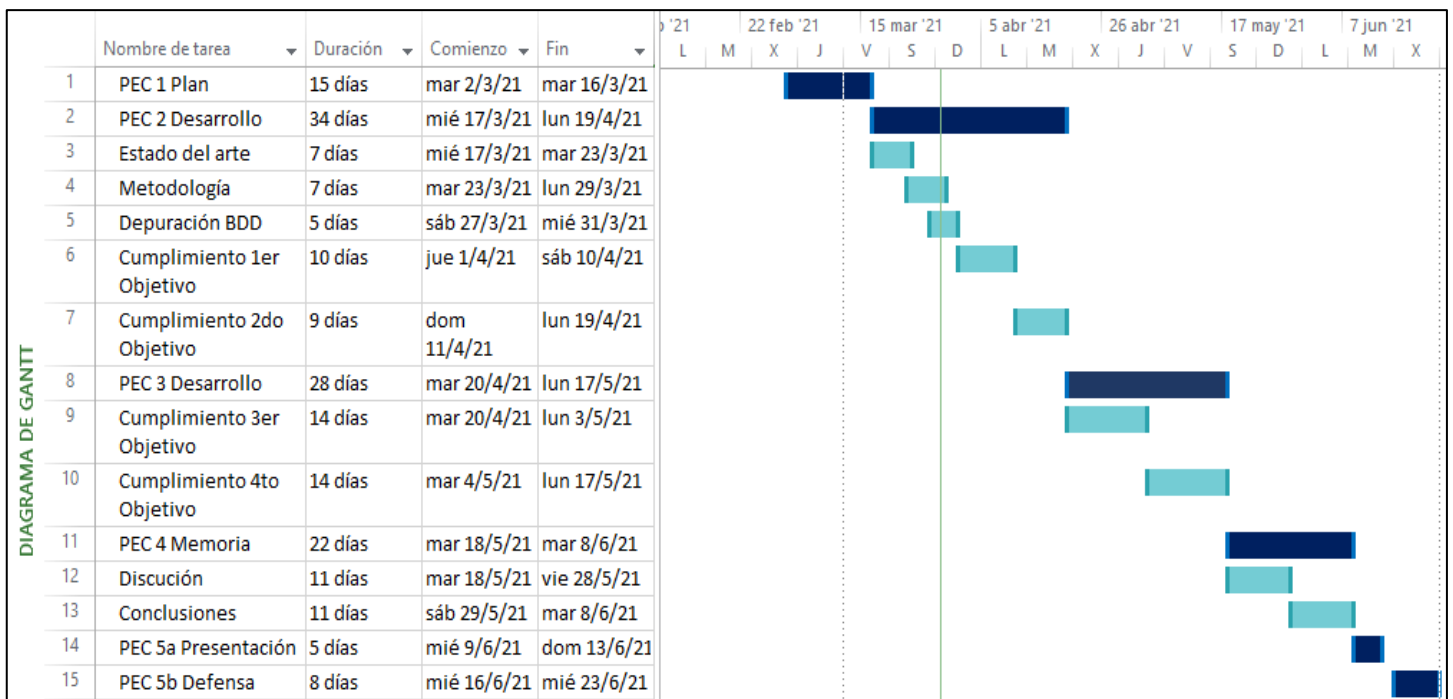 '21 22 feb '21 15 mar '21 5 abr '21 26 abr '21 17 may '21 7 jun '21
Nombre de tarea Duración Comienzo Fin L M X J V S D L M X J V S D L M X
1 PEC 1 Plan 15 días mar 2/3/21 mar 16/3/21
2 PEC 2 Desarrollo 34 días mié 17/3/21 lun 19/4/21
3 Estado del arte 7 días mié 17/3/21 mar 23/3/21
4 Metodología 7 días mar 23/3/21 lun 29/3/21
5 Depuración BDD 5 días sáb 27/3/21 mié 31/3/21
6 Cumplimiento 1er 10 días jue 1/4/21 sáb 10/4/21
Objetivo
7 Cumplimiento 2do 9 días dom lun 19/4/21
Objetivo 11/4/21
8 PEC 3 Desarrollo 28 días mar 20/4/21 lun 17/5/21
9 Cumplimiento 3er 14 días mar 20/4/21 lun 3/5/21
Objetivo
10 Cumplimiento 4to 14 días mar 4/5/21 lun 17/5/21
Objetivo
11 PEC 4 Memoria 22 días mar 18/5/21 mar 8/6/21
12 Discución 11 días mar 18/5/21 vie 28/5/21
13 Conclusiones 11 días sáb 29/5/21 mar 8/6/21
14 PEC 5a Presentación 5 días mié 9/6/21 dom 13/6/21
15 PEC 5b Defensa 8 días mié 16/6/21 mié 23/6/21
DIAGRAMA DE GANTT